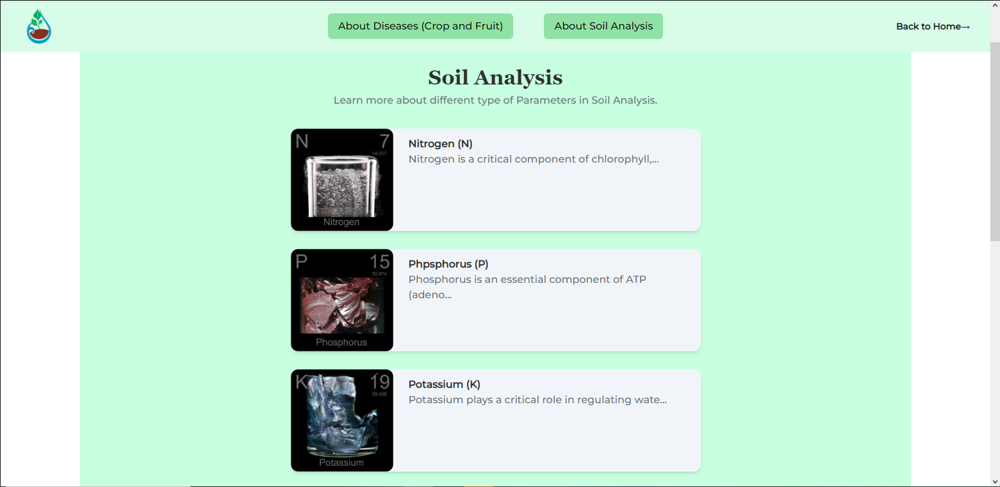 About Diseases (Crop and Fruit)
About Soil Analysis
Back to Home→
Soil Analysis
Learn more about different type of Parameters in Soil Analysis.
N 7
14.007
Nitrogen
Nitrogen (N)
Nitrogen is a critical component of chlorophyll,...
P 15
30.974
Phosphorus
Phpsphorus (P)
Phosphorus is an essential component of ATP
(adeno...
K 19
39.098
Potassium
Potassium (K)
Potassium plays a critical role in regulating wate...